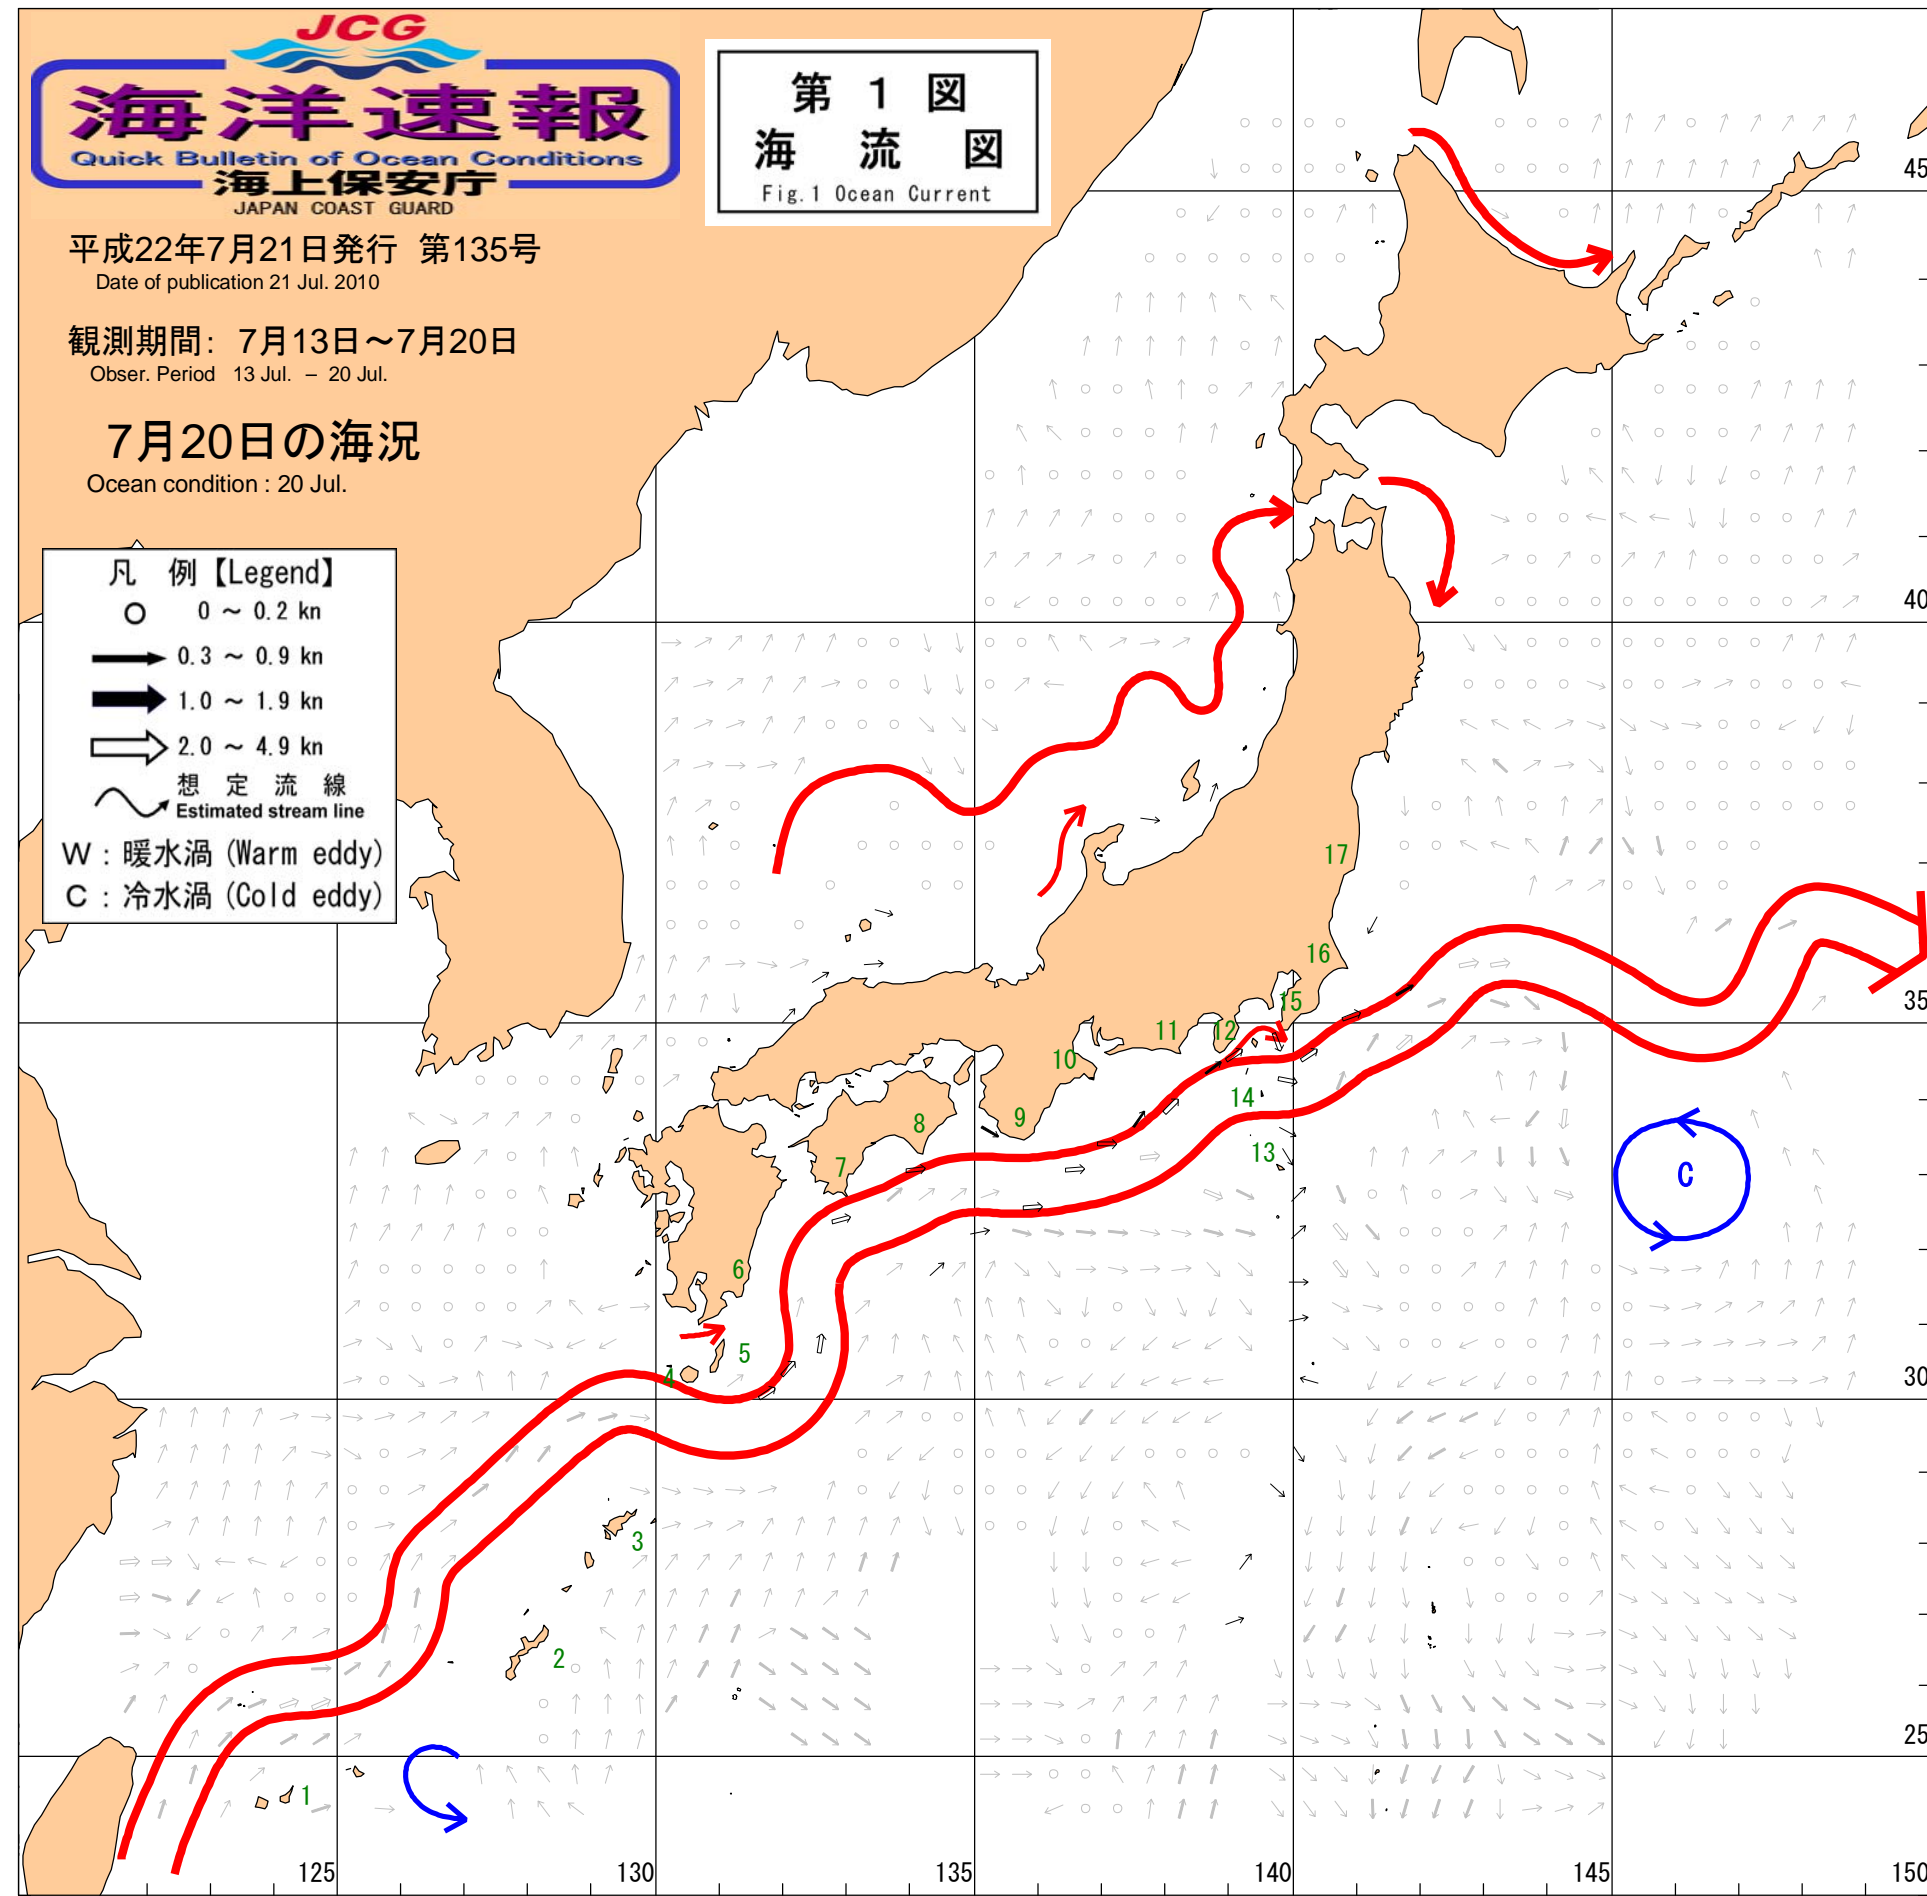 JCG
海洋速報
Quick Bulletin of Ocean Conditions
海上保安庁
JAPAN COAST GUARD
第 1 図
海 流 図
Fig.1 Ocean Current
平成22年7月21日発行 第135号
Date of publication 21 Jul. 2010
観測期間: 7月13日～7月20日
Obser. Period 13 Jul. – 20 Jul.
7月20日の海況
Ocean condition : 20 Jul.
凡 例【Legend】
0 ～ 0.2 kn
0.3 ～ 0.9 kn
1.0 ～ 1.9 kn
2.0 ～ 4.9 kn
想 定 流 線
Estimated stream line
W : 暖水渦 (Warm eddy)
C : 冷水渦 (Cold eddy)
45
40
17
16
35
15
11
12
10
14
9
8
13
7
C
6
5
4
30
3
2
25
1
125
130
135
140
145
150